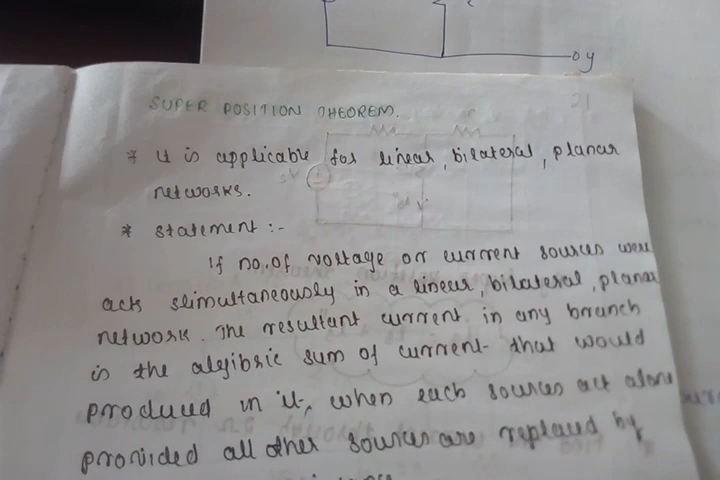 y
SUPER POSITION THEOREM.
21
* It is applicable for linear, bilateral, planar
networks.
* statement :-
If no. of voltage or current sources were
acts slimultaneously in a linear, bilateral, planar
network. The resultant current in any branch
is the algibric sum of current that would
produced in it, when each sources act alone
provided all other sources are replaced by